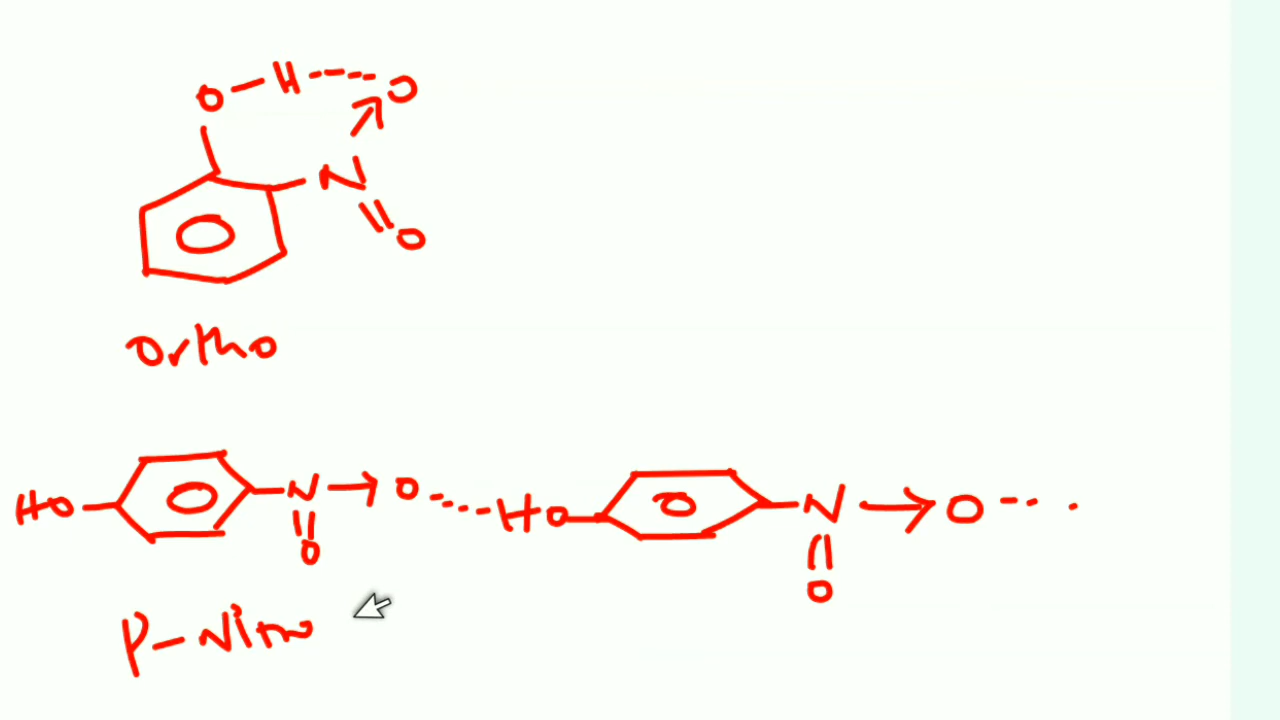 O - H ---- O
N
O
Ortho
HO N → O ---- HO N → O ---
O O
P-Nitro